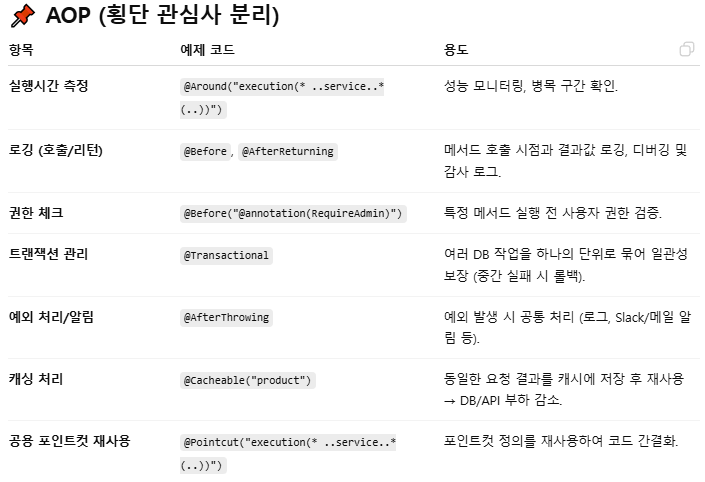 📌 AOP (횡단 관심사 분리)
항목 예제 코드 용도
실행시간 측정 @Around("execution(* ..service..* 성능 모니터링, 병목 구간 확인.
(..))")
로깅 (호출/리턴) @Before, @AfterReturning 메서드 호출 시점과 결과값 로깅, 디버깅 및
감사 로그.
권한 체크 @Before("@annotation(RequireAdmin)") 특정 메서드 실행 전 사용자 권한 검증.
트랜잭션 관리 @Transactional 여러 DB 작업을 하나의 단위로 묶어 일관성
보장 (중간 실패 시 롤백).
예외 처리/알림 @AfterThrowing 예외 발생 시 공통 처리 (로그, Slack/메일 알
림 등).
캐싱 처리 @Cacheable("product") 동일한 요청 결과를 캐시에 저장 후 재사용
→ DB/API 부하 감소.
공용 포인트컷 재사용 @Pointcut("execution(* ..service..* 포인트컷 정의를 재사용하여 코드 간결화.
(..))")